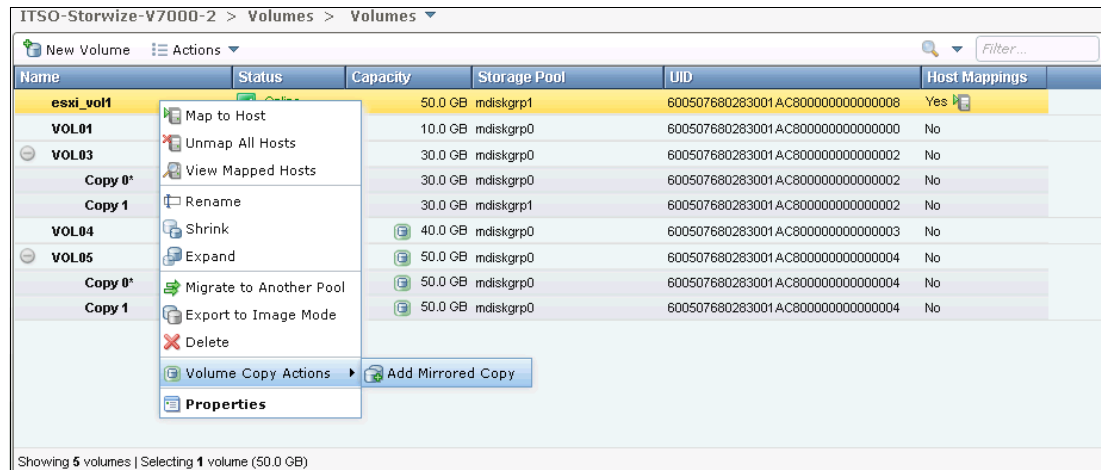 ITSO-Storwize-V7000-2 > Volumes > Volumes
New Volume Actions Filter...
Name Status Capacity Storage Pool UID Host Mappings
esxi_vol1 Online 50.0 GB mdiskgrp1 600507680283001AC800000000000008 Yes
Map to Host
VOL01 10.0 GB mdiskgrp0 600507680283001AC800000000000000 No
Unmap All Hosts
VOL03 30.0 GB mdiskgrp0 600507680283001AC800000000000002 No
View Mapped Hosts
Copy 0* 30.0 GB mdiskgrp0 600507680283001AC800000000000002 No
Rename
Copy 1 30.0 GB mdiskgrp1 600507680283001AC800000000000002 No
Shrink
VOL04 40.0 GB mdiskgrp0 600507680283001AC800000000000003 No
Expand
VOL05 50.0 GB mdiskgrp0 600507680283001AC800000000000004 No
Copy 0* 50.0 GB mdiskgrp0 600507680283001AC800000000000004 No
Migrate to Another Pool
Copy 1 50.0 GB mdiskgrp0 600507680283001AC800000000000004 No
Export to Image Mode
Delete
Volume Copy Actions Add Mirrored Copy
Properties
Showing 5 volumes | Selecting 1 volume (50.0 GB)